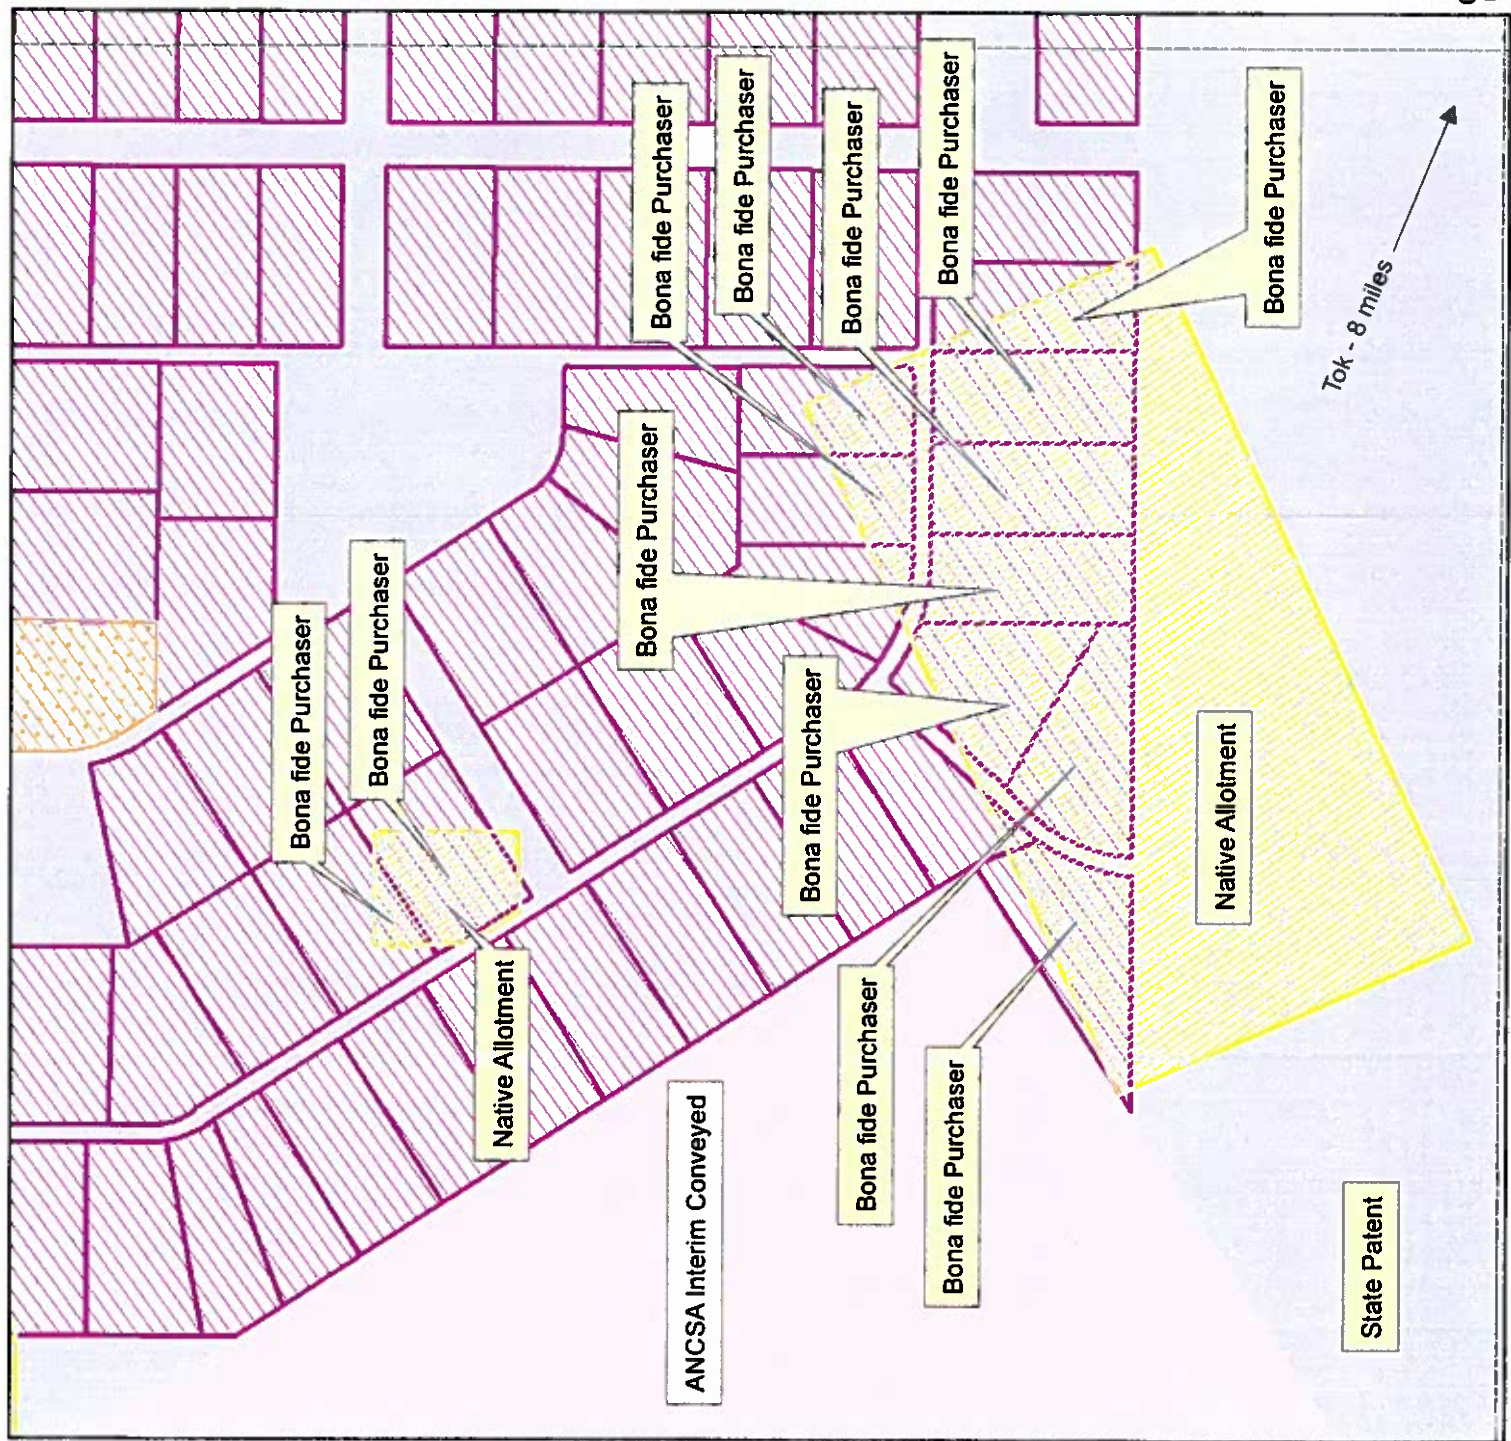 Bona fide Purchaser
Bona fide Purchaser
Bona fide Purchaser
Bona fide Purchaser
Bona fide Purchaser
Bona fide Purchaser
Bona fide Purchaser
Bona fide Purchaser
Bona fide Purchaser
Bona fide Purchaser
Bona fide Purchaser
Native Allotment
Native Allotment
ANCSA Interim Conveyed
State Patent
Tok - 8 miles